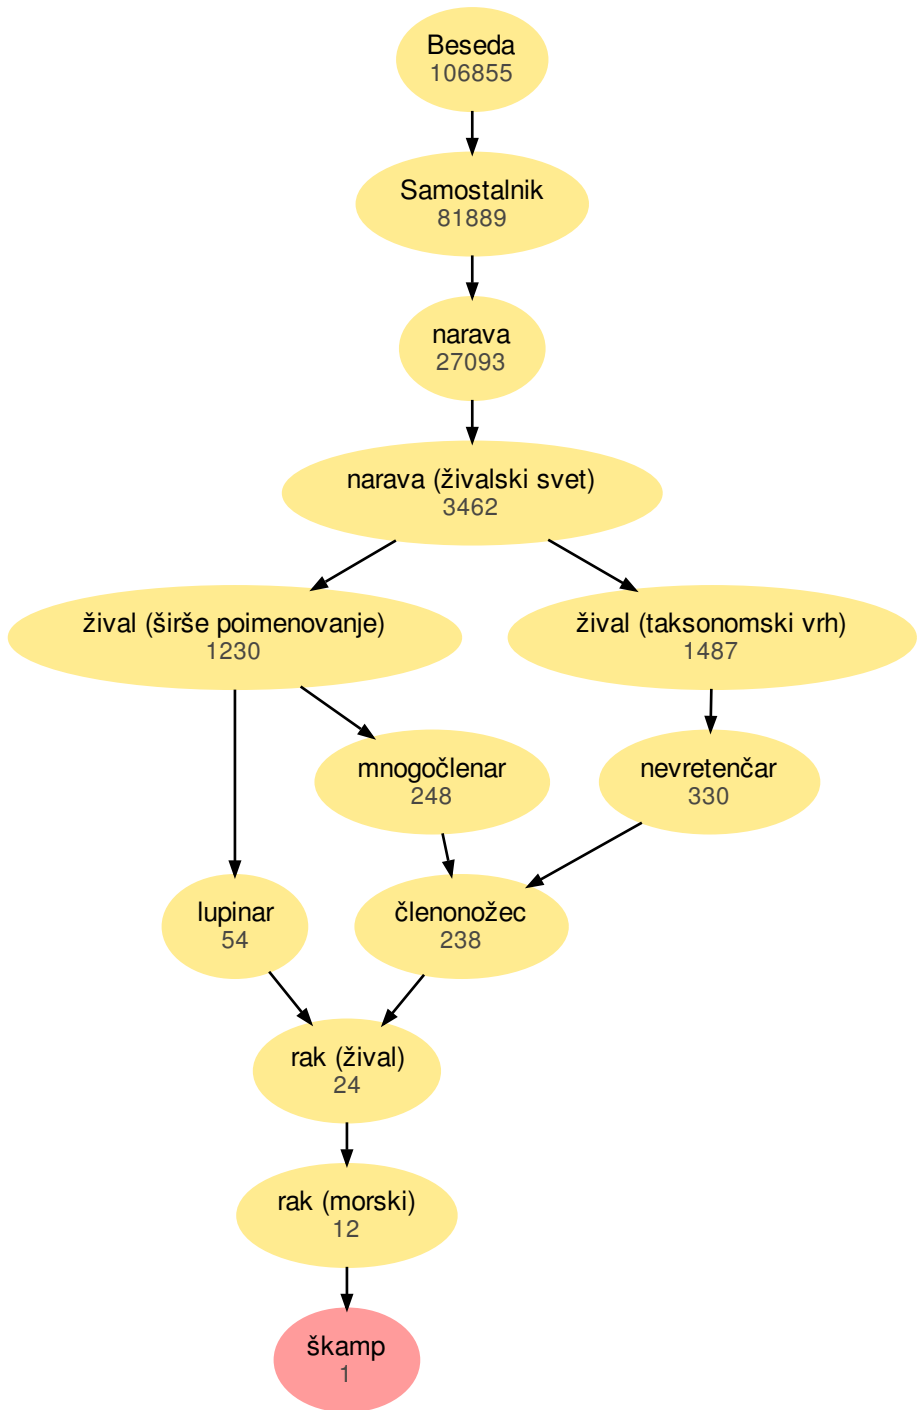 Beseda
106855
Samostalnik
81889
narava
27093
narava (živalski svet)
3462
žival (širše poimenovanje)
1230
žival (taksonomski vrh)
1487
mnogočlenar
248
nevretenčar
330
lupinar
54
členonožec
238
rak (žival)
24
rak (morski)
12
škamp
1